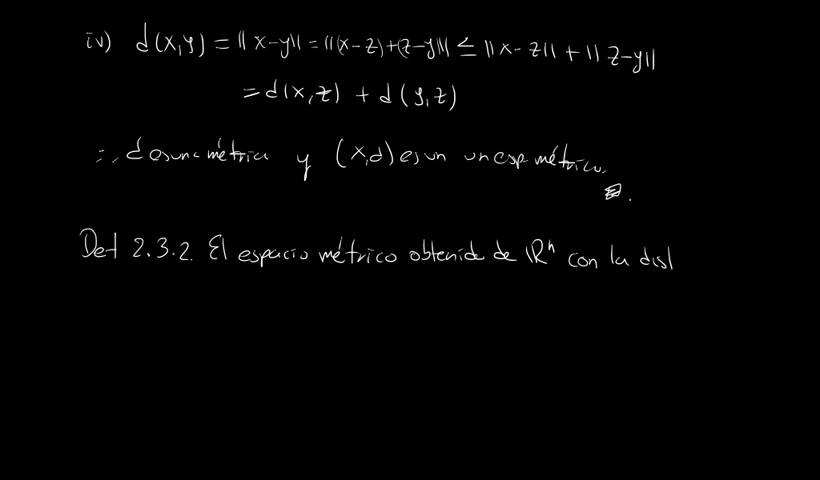 iv) d(x,y) = ||x-y|| = ||(x-z)+(z-y)|| ≤ ||x-z|| + ||z-y||
= d(x,z) + d(y,z)
∴ d es una métrica y (X,d) es un un esp métrico.
Def 2.3.2. El espacio métrico obtenido de ℝⁿ con la dist